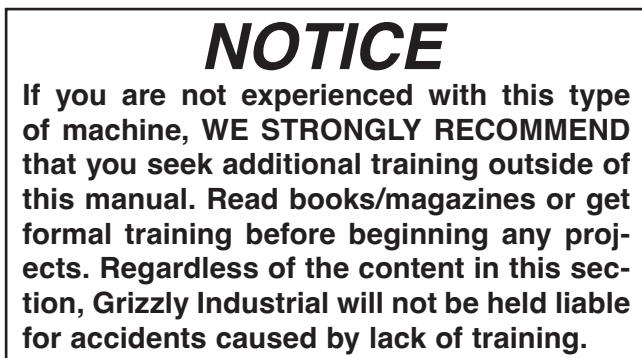 NOTICE
If you are not experienced with this type
of machine, WE STRONGLY RECOMMEND
that you seek additional training outside of
this manual. Read books/magazines or get
formal training before beginning any proj-
ects. Regardless of the content in this sec-
tion, Grizzly Industrial will not be held liable
for accidents caused by lack of training.